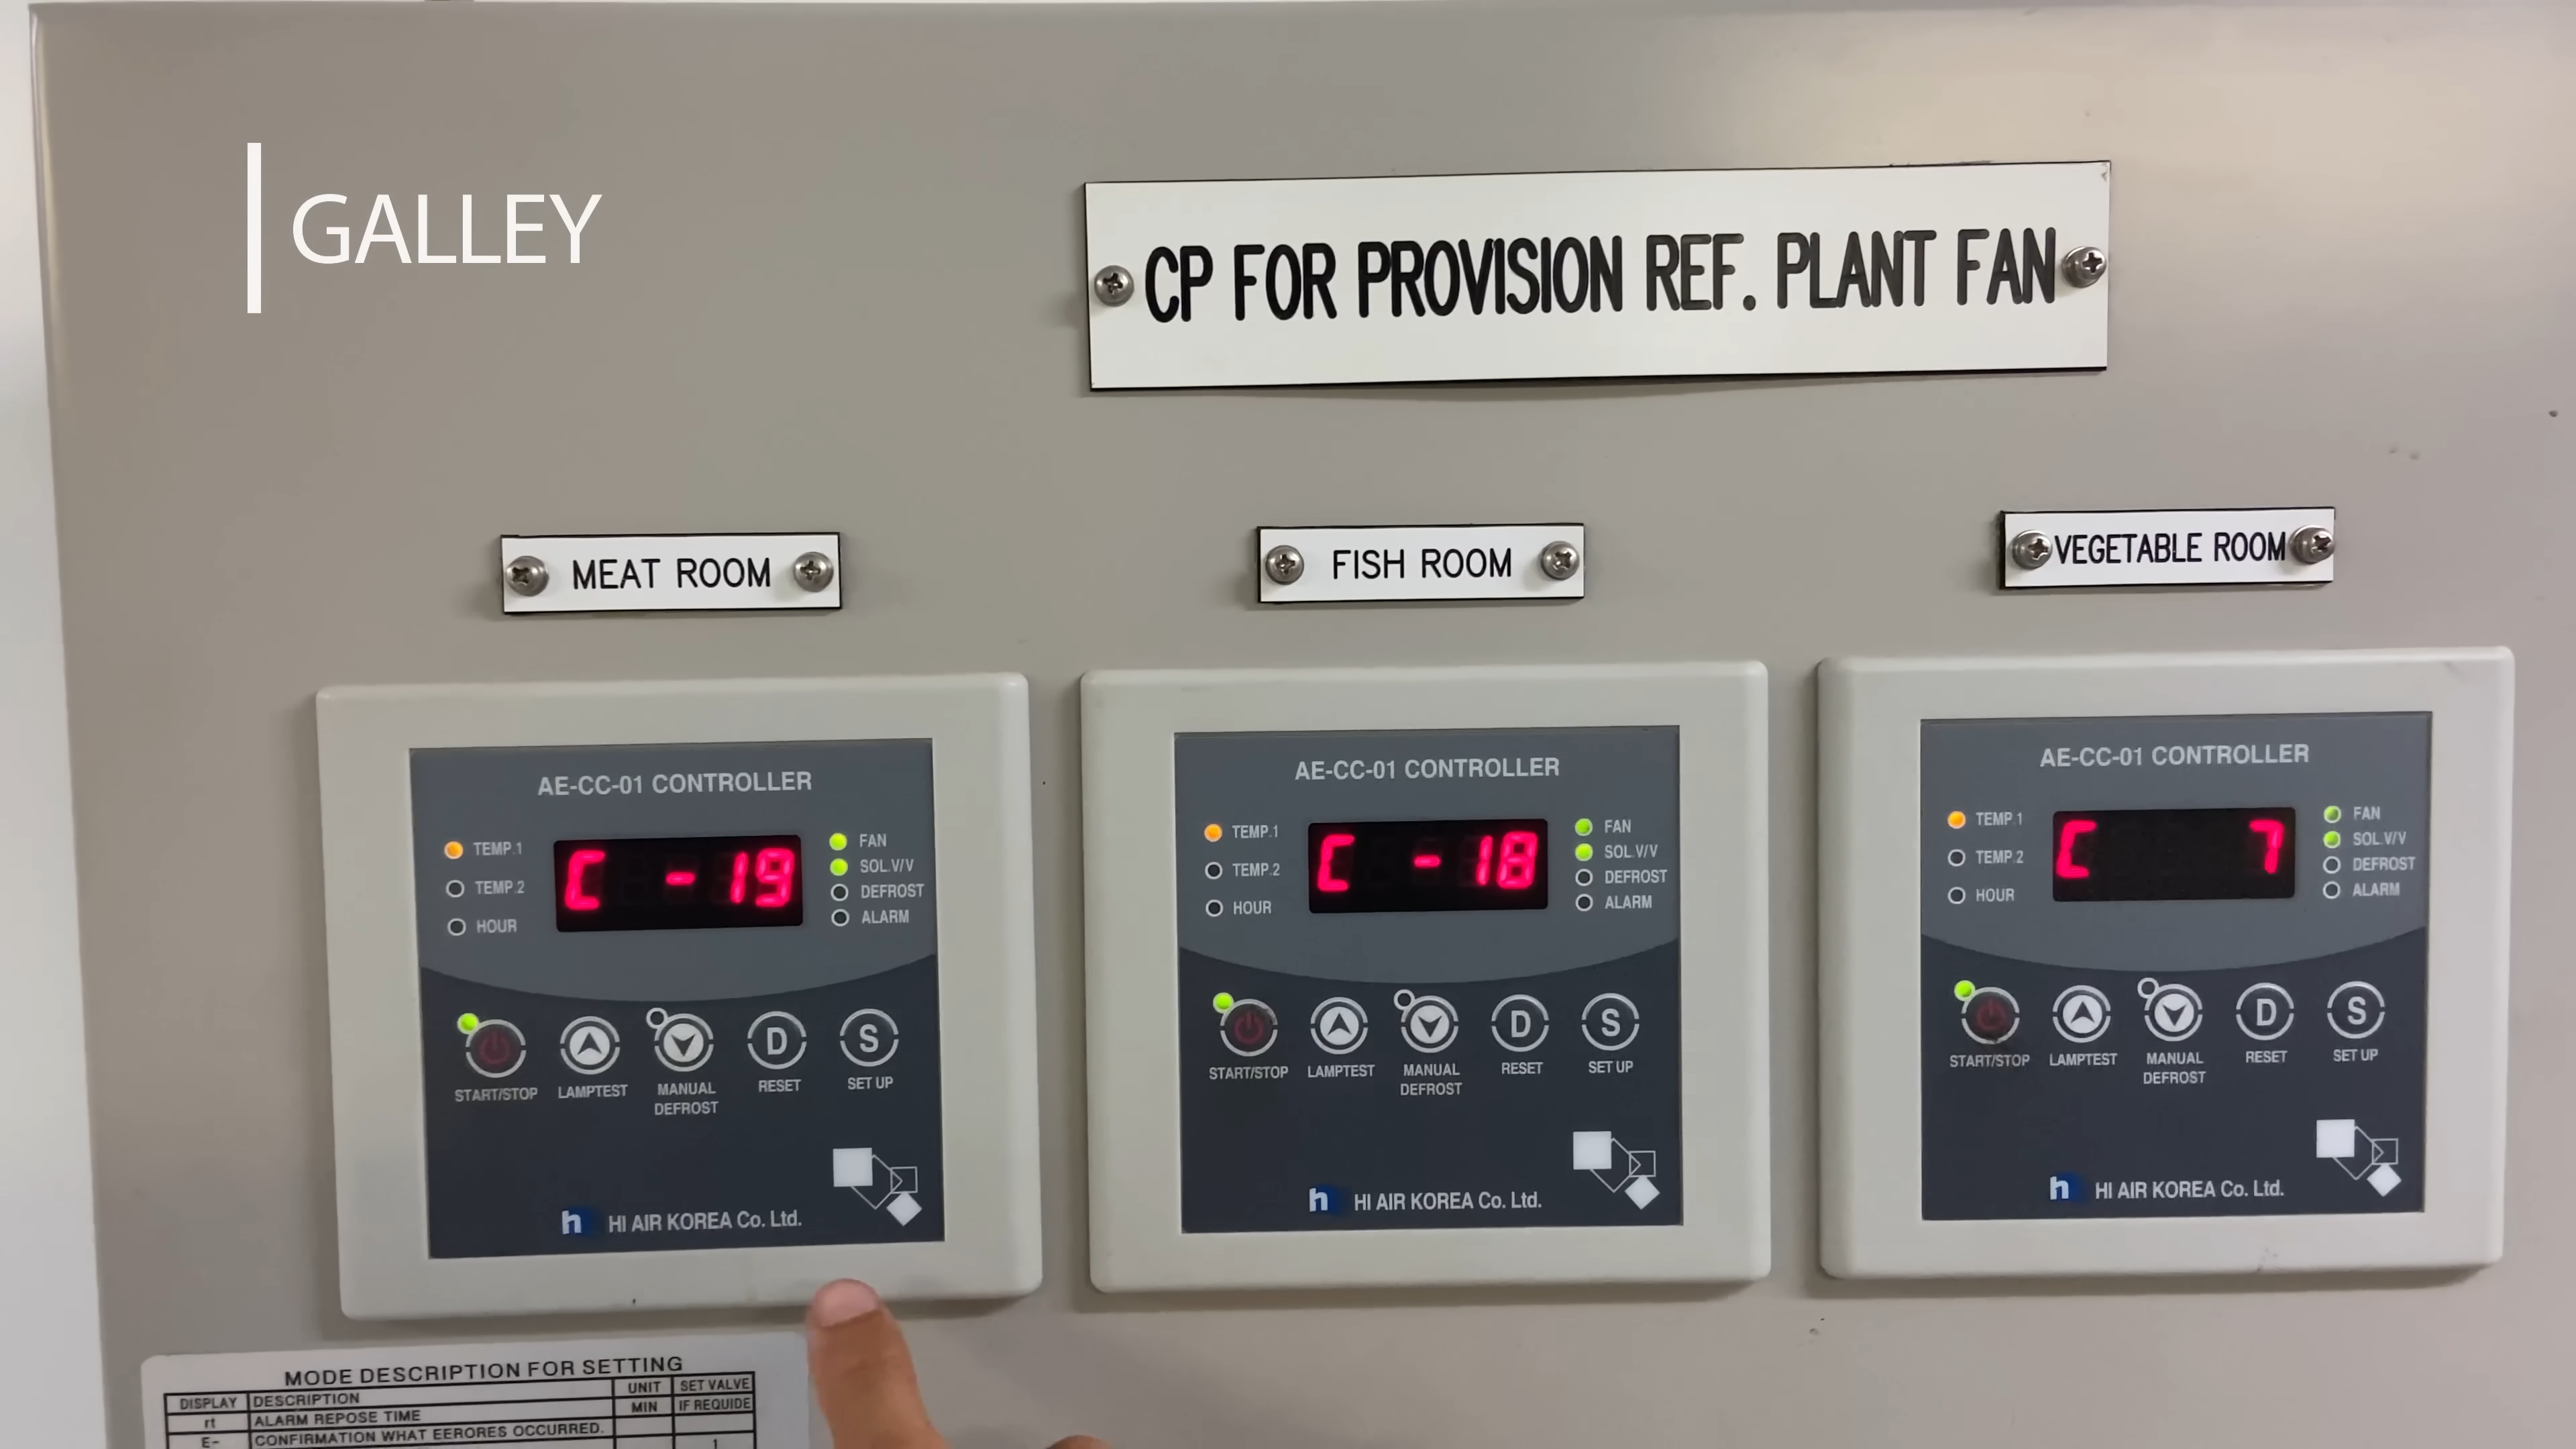 GALLEY
CP FOR PROVISION REF. PLANT FAN
MEAT ROOM
FISH ROOM
VEGETABLE ROOM
AE-CC-01 CONTROLLER
TEMP.1
TEMP.2
HOUR
C -19
FAN
SOL.V/V
DEFROST
ALARM
START/STOP
LAMPTEST
MANUAL
DEFROST
D
RESET
S
SET UP
h HI AIR KOREA Co. Ltd.
AE-CC-01 CONTROLLER
TEMP.1
TEMP.2
HOUR
C -18
FAN
SOL.V/V
DEFROST
ALARM
START/STOP
LAMPTEST
MANUAL
DEFROST
D
RESET
S
SET UP
h HI AIR KOREA Co. Ltd.
AE-CC-01 CONTROLLER
TEMP.1
TEMP.2
HOUR
C 7
FAN
SOL.V/V
DEFROST
ALARM
START/STOP
LAMPTEST
MANUAL
DEFROST
D
RESET
S
SET UP
h HI AIR KOREA Co. Ltd.
MODE DESCRIPTION FOR SETTING
DISPLAY DESCRIPTION UNIT SET VALVE
rt ALARM REPOSE TIME MIN IF REQUIDE
E- CONFIRMATION WHAT EERORES OCCURRED.
1